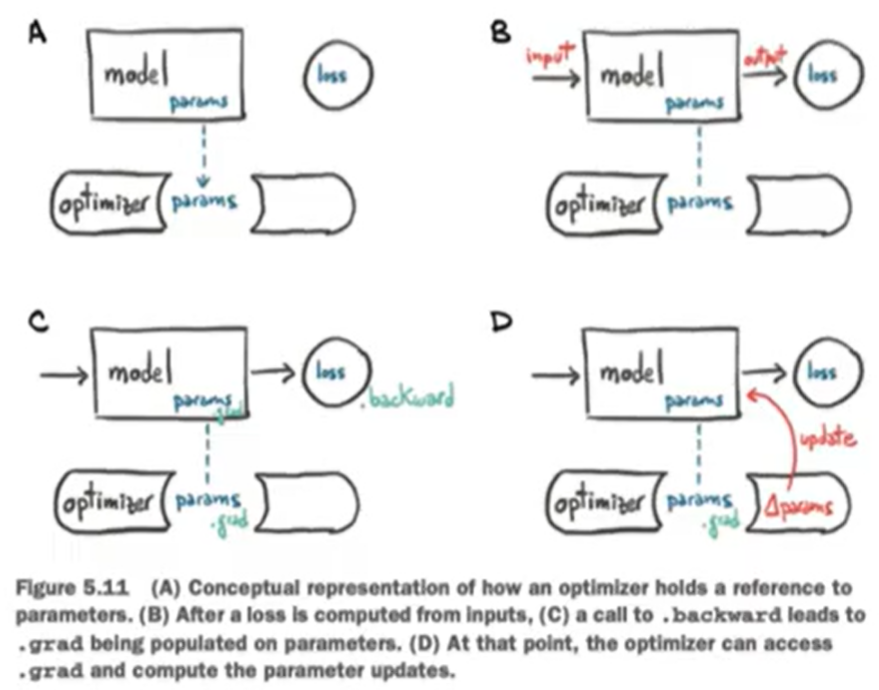 A
model
params
loss
optimizer params
B
input
output
model
params
loss
optimizer params
C
model
params
.grad
loss
.backward
optimizer params
.grad
D
model
params
loss
update
optimizer params
.grad
Δparams
Figure 5.11 (A) Conceptual representation of how an optimizer holds a reference to
parameters. (B) After a loss is computed from inputs, (C) a call to .backward leads to
.grad being populated on parameters. (D) At that point, the optimizer can access
.grad and compute the parameter updates.